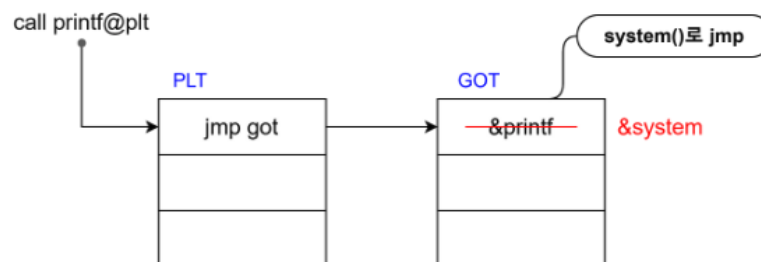 call printf@plt
system()로 jmp
PLT
GOT
jmp got
&printf
&system